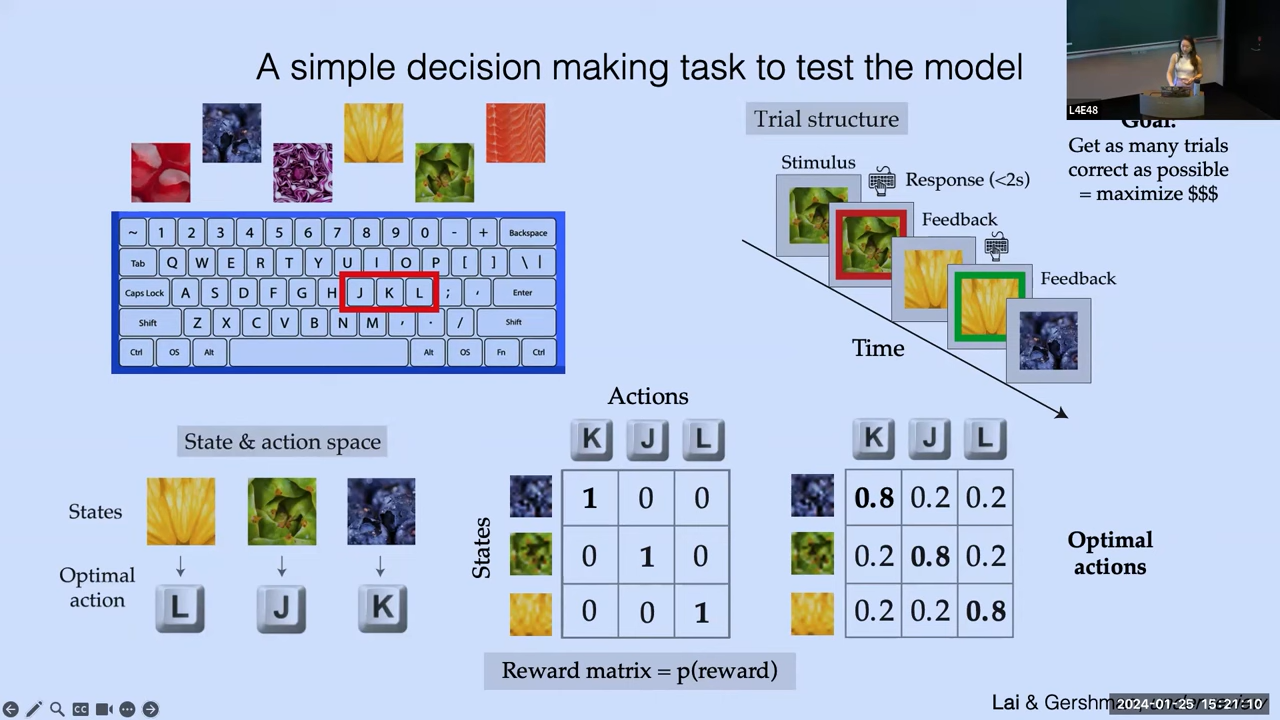 A simple decision making task to test the model
L4E48
Goal:
Get as many trials
correct as possible
= maximize $$$
Trial structure
Stimulus
Response (<2s)
Feedback
Feedback
Time
~ 1 2 3 4 5 6 7 8 9 0 - + Backspace
Tab Q W E R T Y U I O P [ ] \ |
Caps Lock A S D F G H J K L ; ' Enter
Shift Z X C V B N M , . / Shift
Ctrl OS Alt Alt OS Fn Ctrl
State & action space
States
Optimal
action
L J K
Actions
K J L
States
1 0 0
0 1 0
0 0 1
K J L
0.8 0.2 0.2
0.2 0.8 0.2
0.2 0.2 0.8
Optimal
actions
Reward matrix = p(reward)
Lai & Gershman
2024-01-25 15:21:10
CC